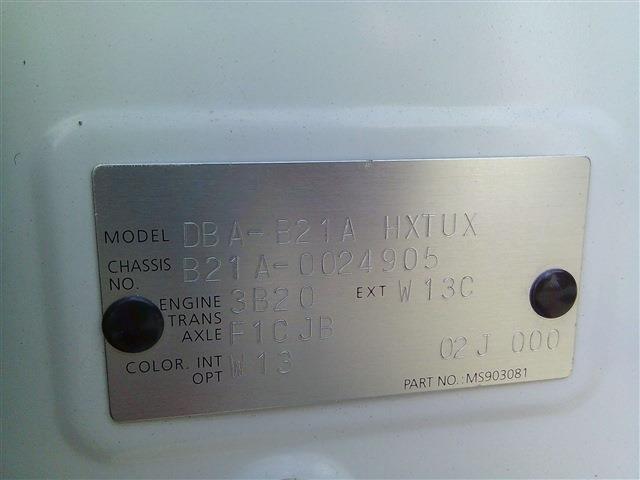 MODEL DBA-B21A HXTUX
CHASSIS NO. B21A-0024905
ENGINE 3B20 EXT W13C
TRANS AXLE F1CJB
COLOR. INT OPT W13 02J 000
PART NO.: MS903081